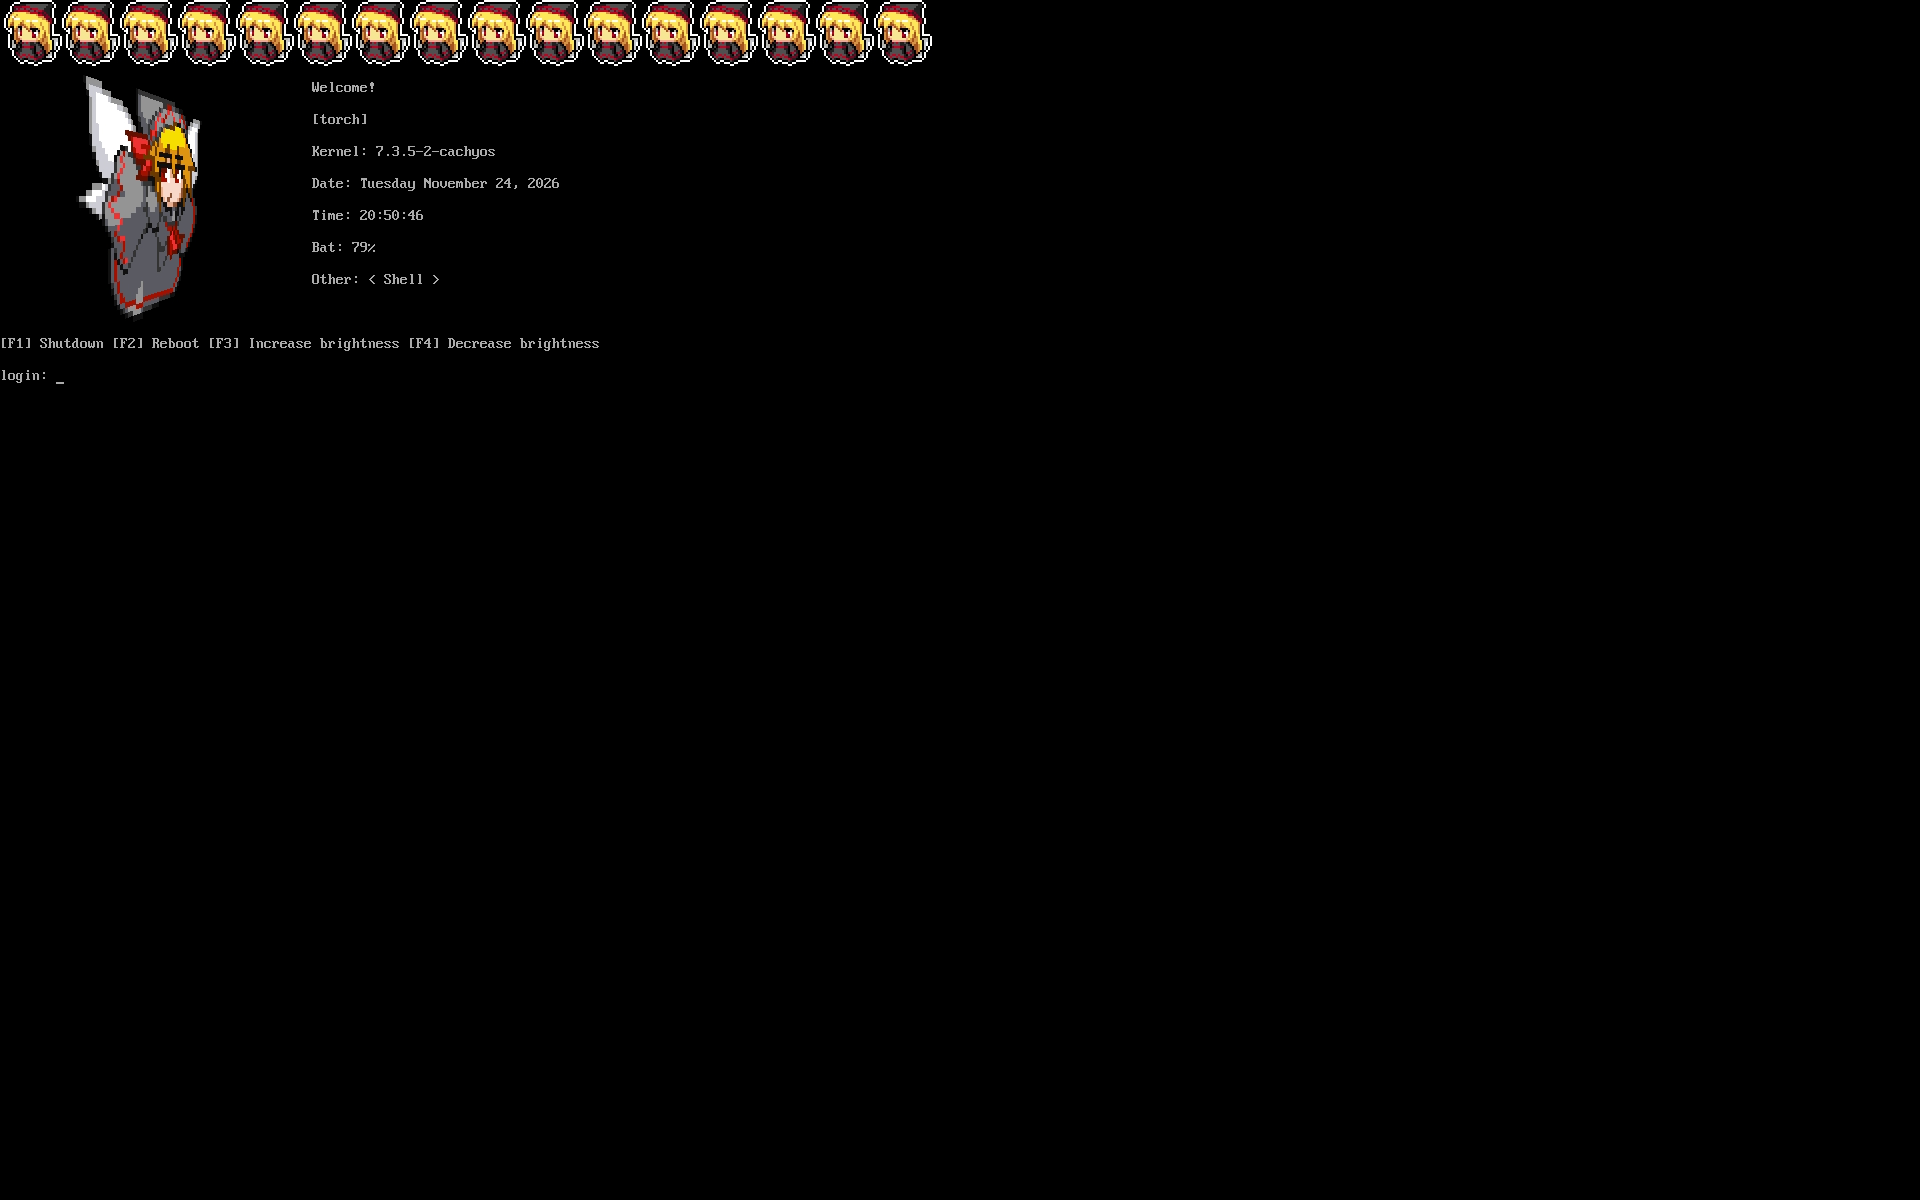 Welcome!
[torch]
Kernel: 7.3.5-2-cachyos
Date: Tuesday November 24, 2026
Time: 20:50:46
Bat: 79%
Other: < Shell >
[F1] Shutdown [F2] Reboot [F3] Increase brightness [F4] Decrease brightness
login: _